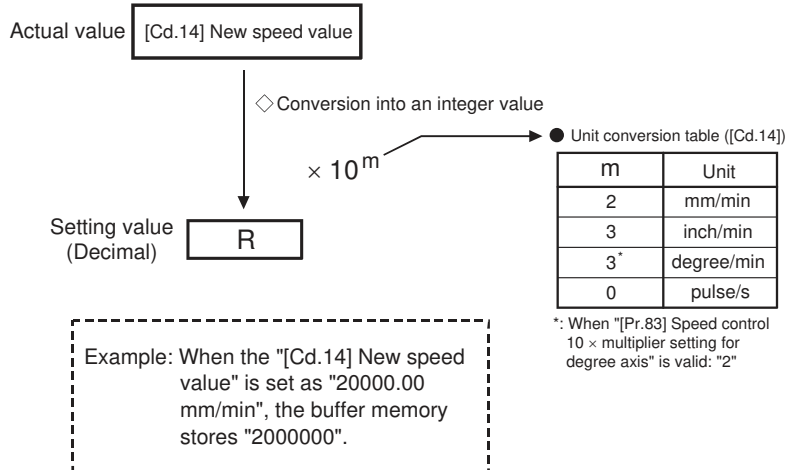 Actual value
[Cd.14] New speed value
◇ Conversion into an integer value
× 10^m
● Unit conversion table ([Cd.14])
m Unit
2 mm/min
3 inch/min
3* degree/min
0 pulse/s
*: When "[Pr.83] Speed control
10 × multiplier setting for
degree axis" is valid: "2"
Setting value
(Decimal)
R
Example: When the "[Cd.14] New speed
value" is set as "20000.00
mm/min", the buffer memory
stores "2000000".